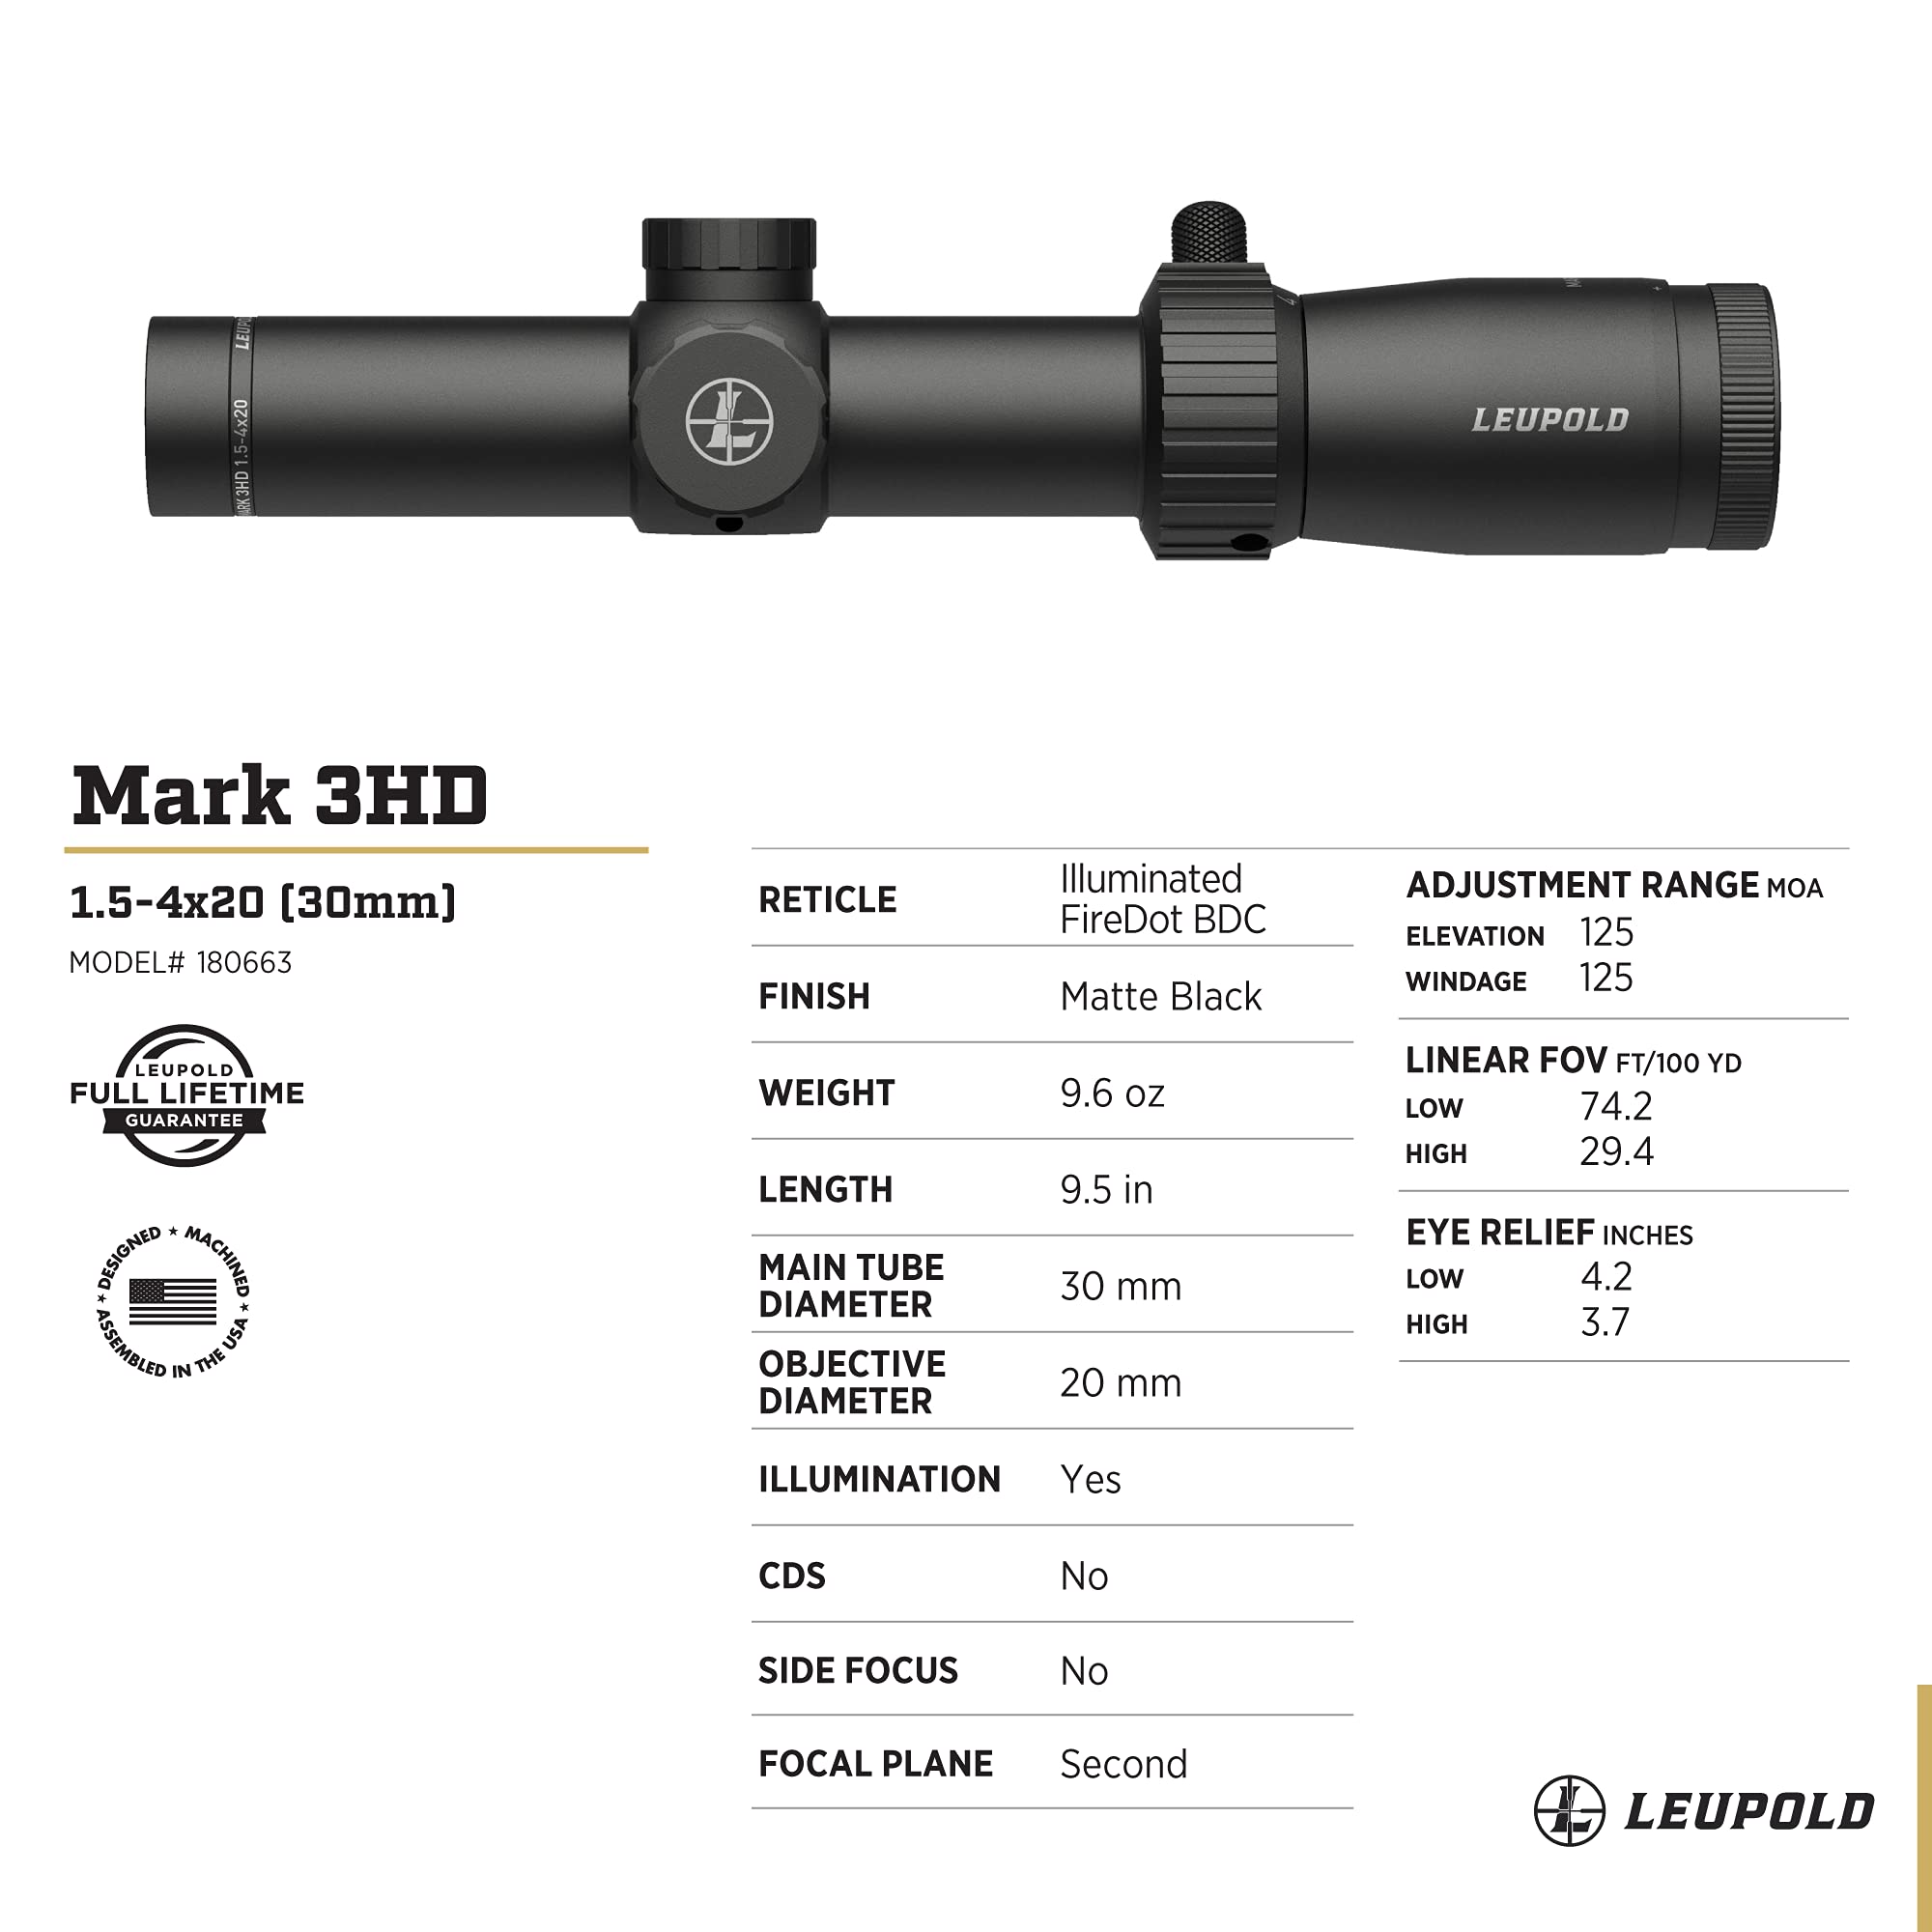 LEUPOLD
MARK 3HD 1.5-4x20
4
LEUPOLD
Mark 3HD
1.5-4x20 (30mm)
MODEL# 180663
LEUPOLD
FULL LIFETIME
GUARANTEE
DESIGNED ★ MACHINED ★
ASSEMBLED IN THE USA ★
RETICLE Illuminated
FireDot BDC
FINISH Matte Black
WEIGHT 9.6 oz
LENGTH 9.5 in
MAIN TUBE
DIAMETER 30 mm
OBJECTIVE
DIAMETER 20 mm
ILLUMINATION Yes
CDS No
SIDE FOCUS No
FOCAL PLANE Second
ADJUSTMENT RANGE MOA
ELEVATION 125
WINDAGE 125
LINEAR FOV FT/100 YD
LOW 74.2
HIGH 29.4
EYE RELIEF INCHES
LOW 4.2
HIGH 3.7
LEUPOLD